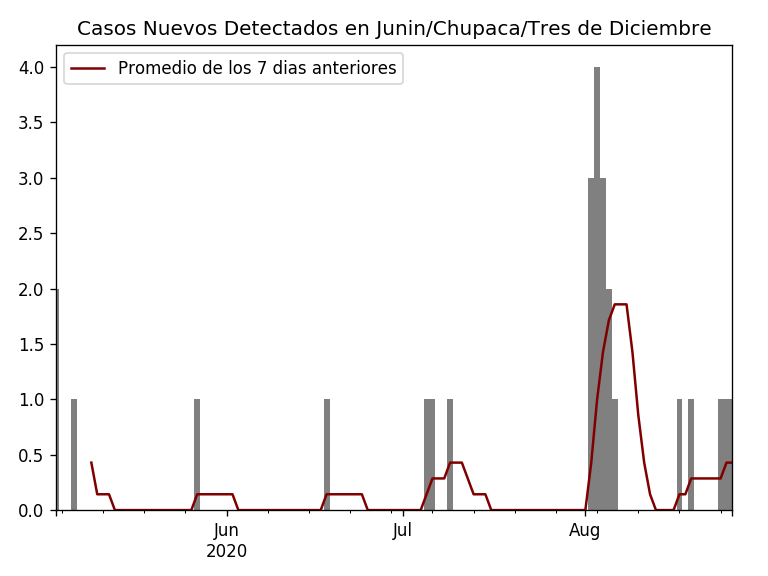 Casos Nuevos Detectados en Junin/Chupaca/Tres de Diciembre
Promedio de los 7 dias anteriores
4.0
3.5
3.0
2.5
2.0
1.5
1.0
0.5
0.0
Jun
2020
Jul
Aug